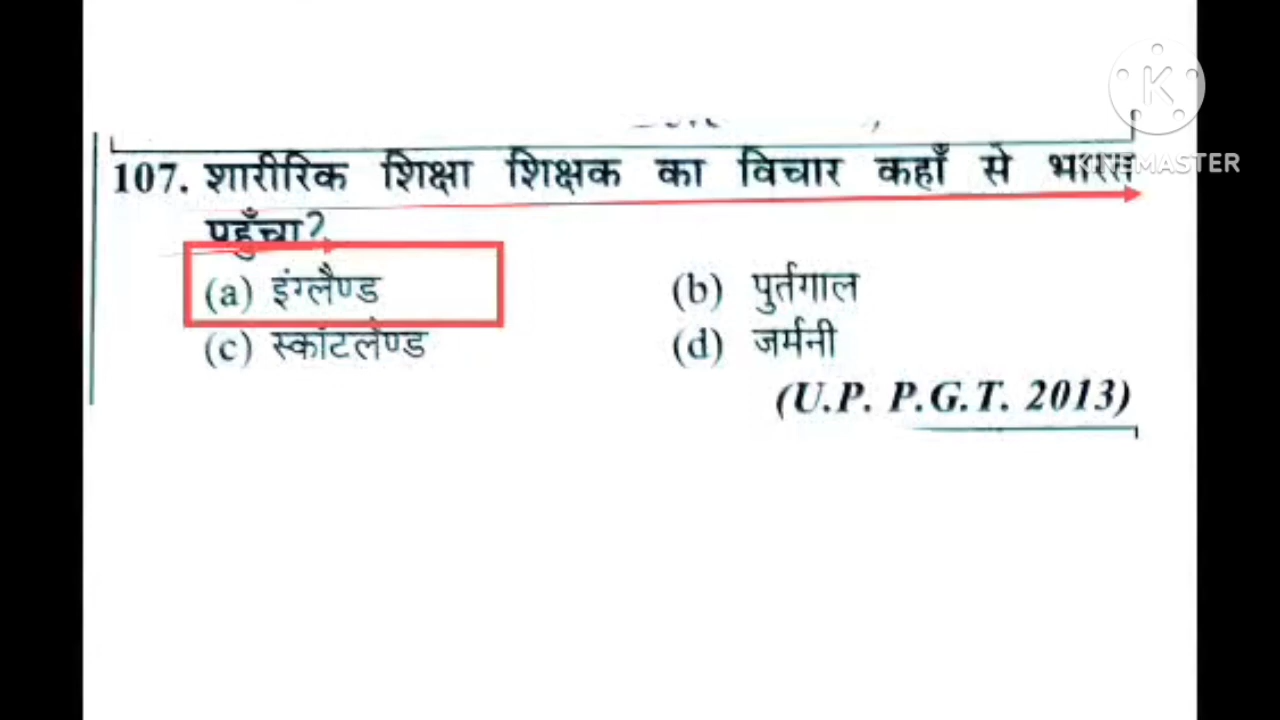 KINEMASTER
107. शारीरिक शिक्षा शिक्षक का विचार कहाँ से भारत
पहुँचा?
(a) इंग्लैण्ड (b) पुर्तगाल
(c) स्कांटलेण्ड (d) जर्मनी
(U.P. P.G.T. 2013)